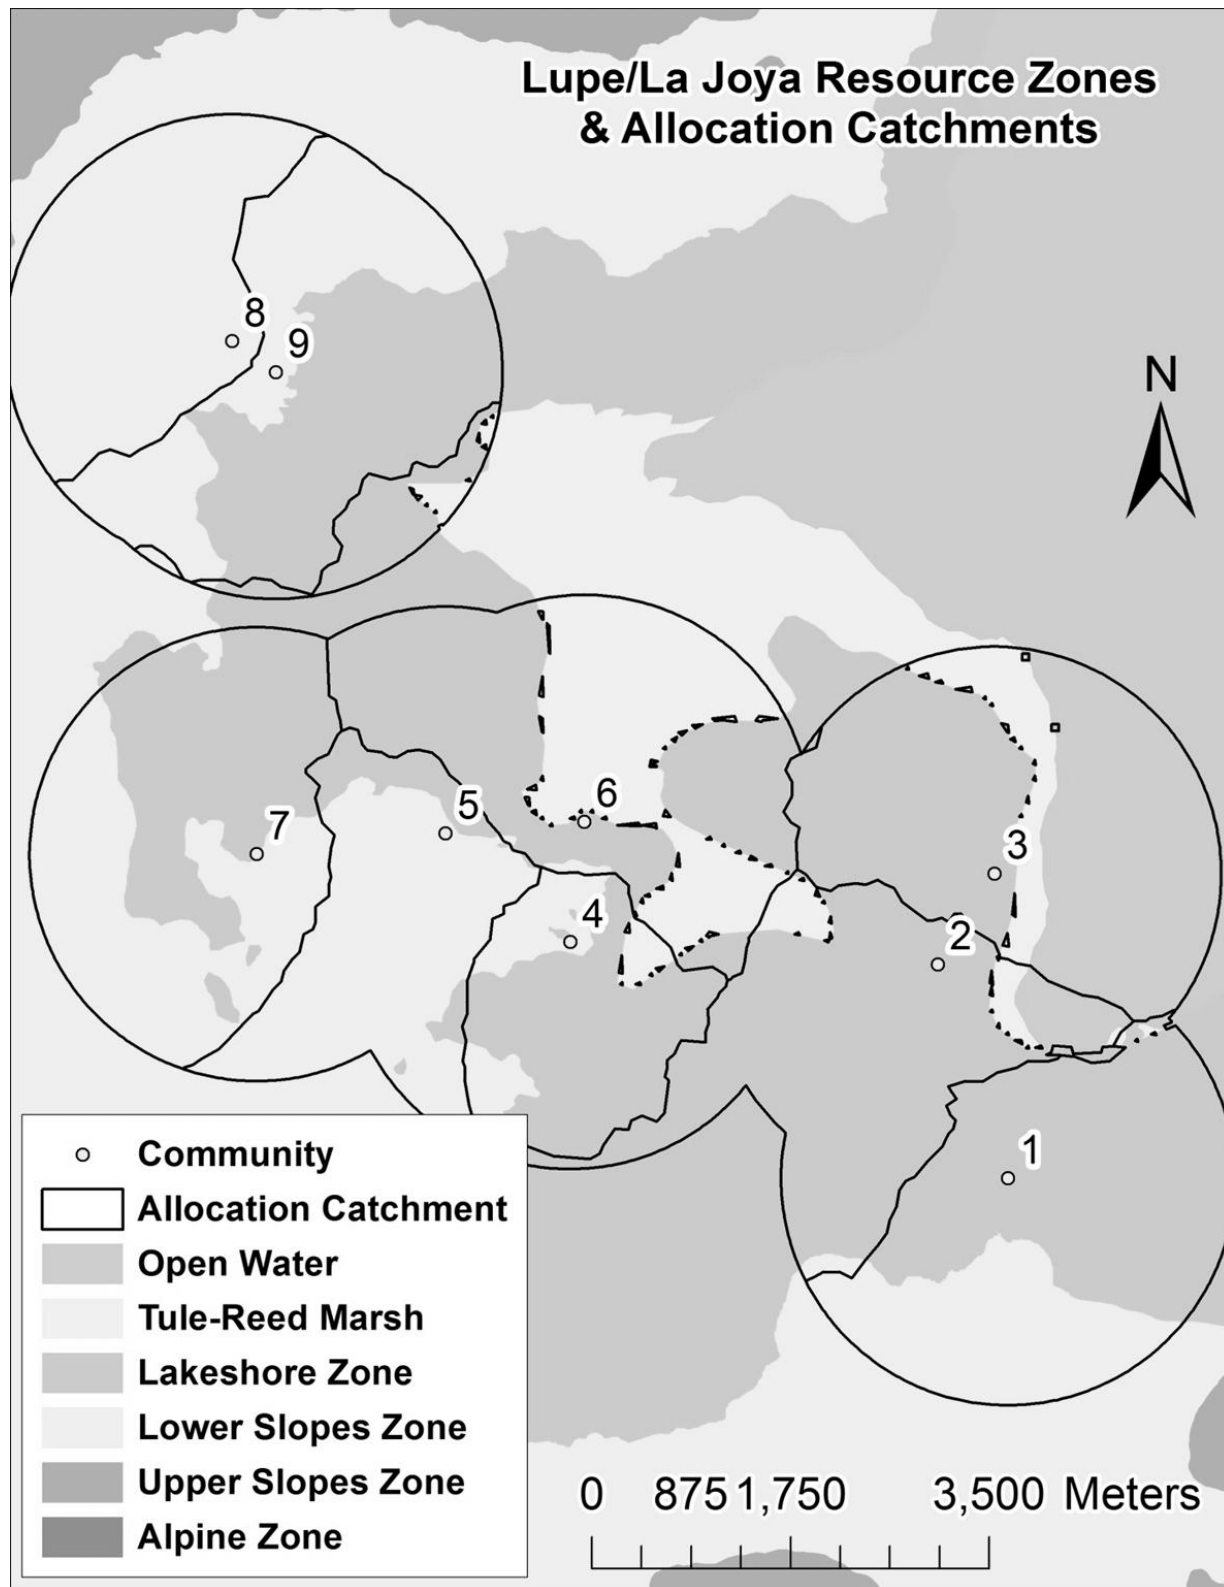 Lupe/La Joya Resource Zones
& Allocation Catchments
8
9
N
7
5
6
4
3
2
1
Community
Allocation Catchment
Open Water
Tule-Reed Marsh
Lakeshore Zone
Lower Slopes Zone
Upper Slopes Zone
Alpine Zone
0 875 1,750 3,500 Meters